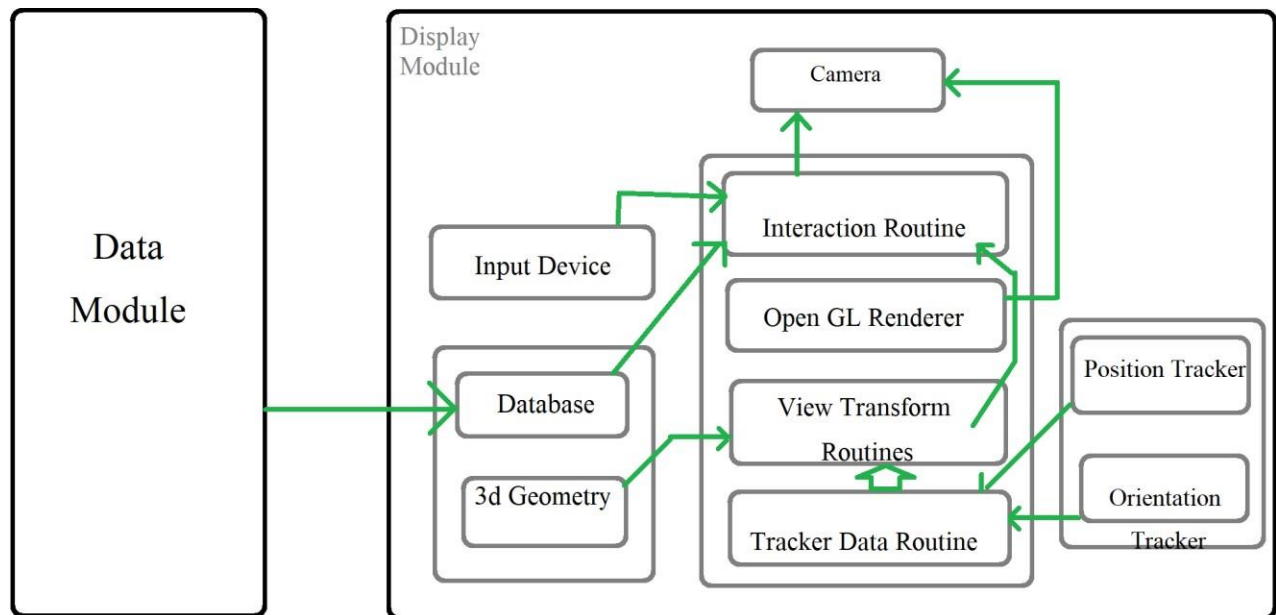 Data
Module
Display
Module
Camera
Interaction Routine
Input Device
Open GL Renderer
Database
View Transform
Routines
Position Tracker
3d Geometry
Orientation
Tracker
Tracker Data Routine